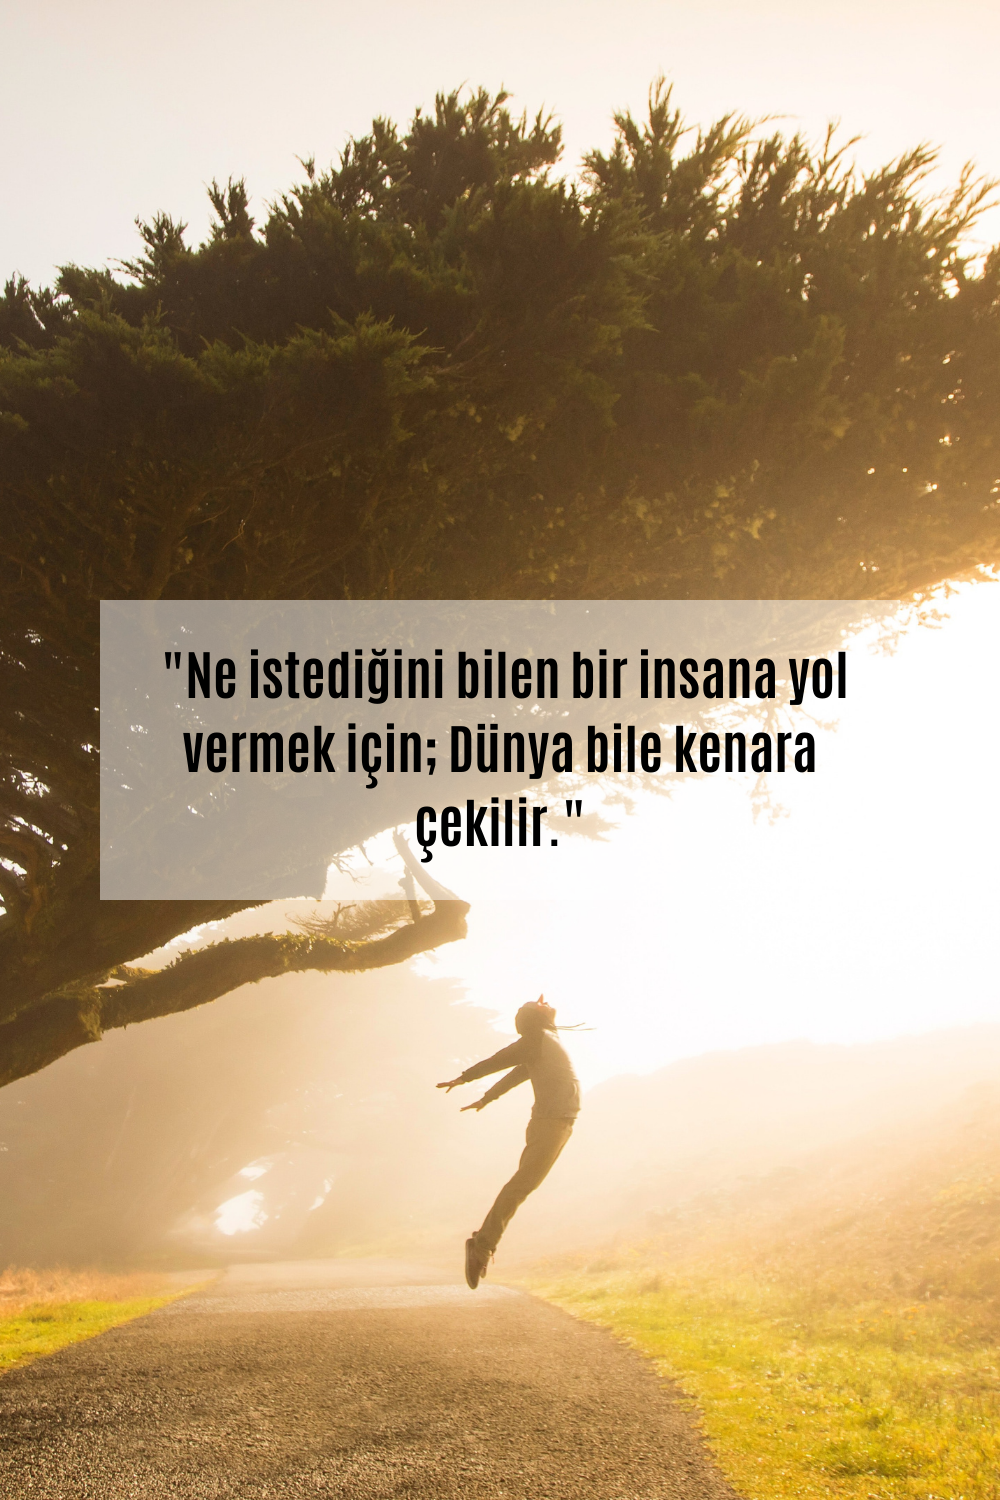 "Ne istediğini bilen bir insana yol
vermek için; Dünya bile kenara
çekilir."